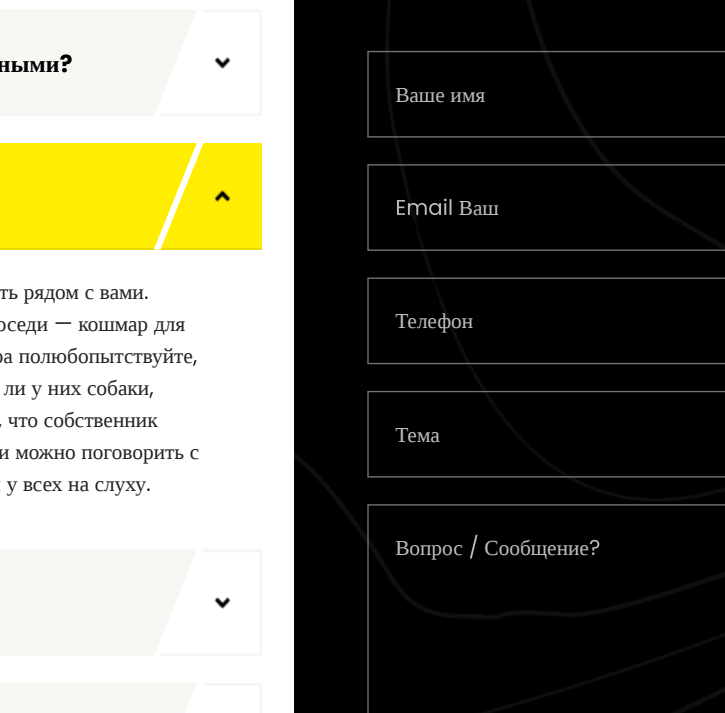 ными?
ть рядом с вами.
оседи — кошмар для
ра полюбопытствуйте,
ли у них собаки,
, что собственник
и можно поговорить с
у всех на слуху.
Ваше имя
Email Ваш
Телефон
Тема
Вопрос / Сообщение?